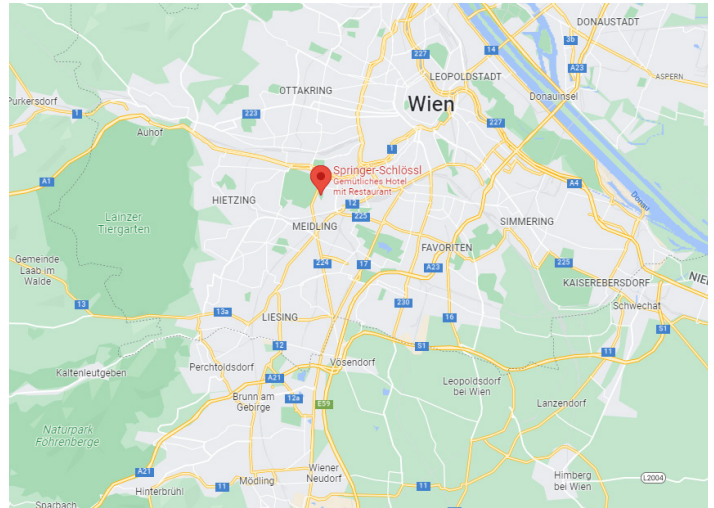 DONAUSTADT
3b
227
14
A23
LEOPOLDSTADT
ASPERN
OTTAKRING
Donauinsel
Purkersdorf
Wien
1
223
227
Auhof
1
Springer-Schlössl
Gemütliches Hotel
mit Restaurant
A1
A4
HIETZING
12
225
Donau
Lainzer
Tiergarten
MEIDLING
SIMMERING
FAVORITEN
Gemeinde
Laab im
Walde
224
17
A23
225
KAISEREBERSDORF
13
230
Schwechat
13a
LIESING
16
S1
12
S1
11
Kaltenleutgeben
Perchtoldsdorf
Vösendorf
A21
Leopoldsdorf
bei Wien
Brunn am
Gebirge
12a
E59
Lanzendorf
Naturpark
Föhrenberge
A21
Wiener
Neudorf
Himberg
bei Wien
L2004
Mödling
11
11
11
Hinterbrühl
Sparbach